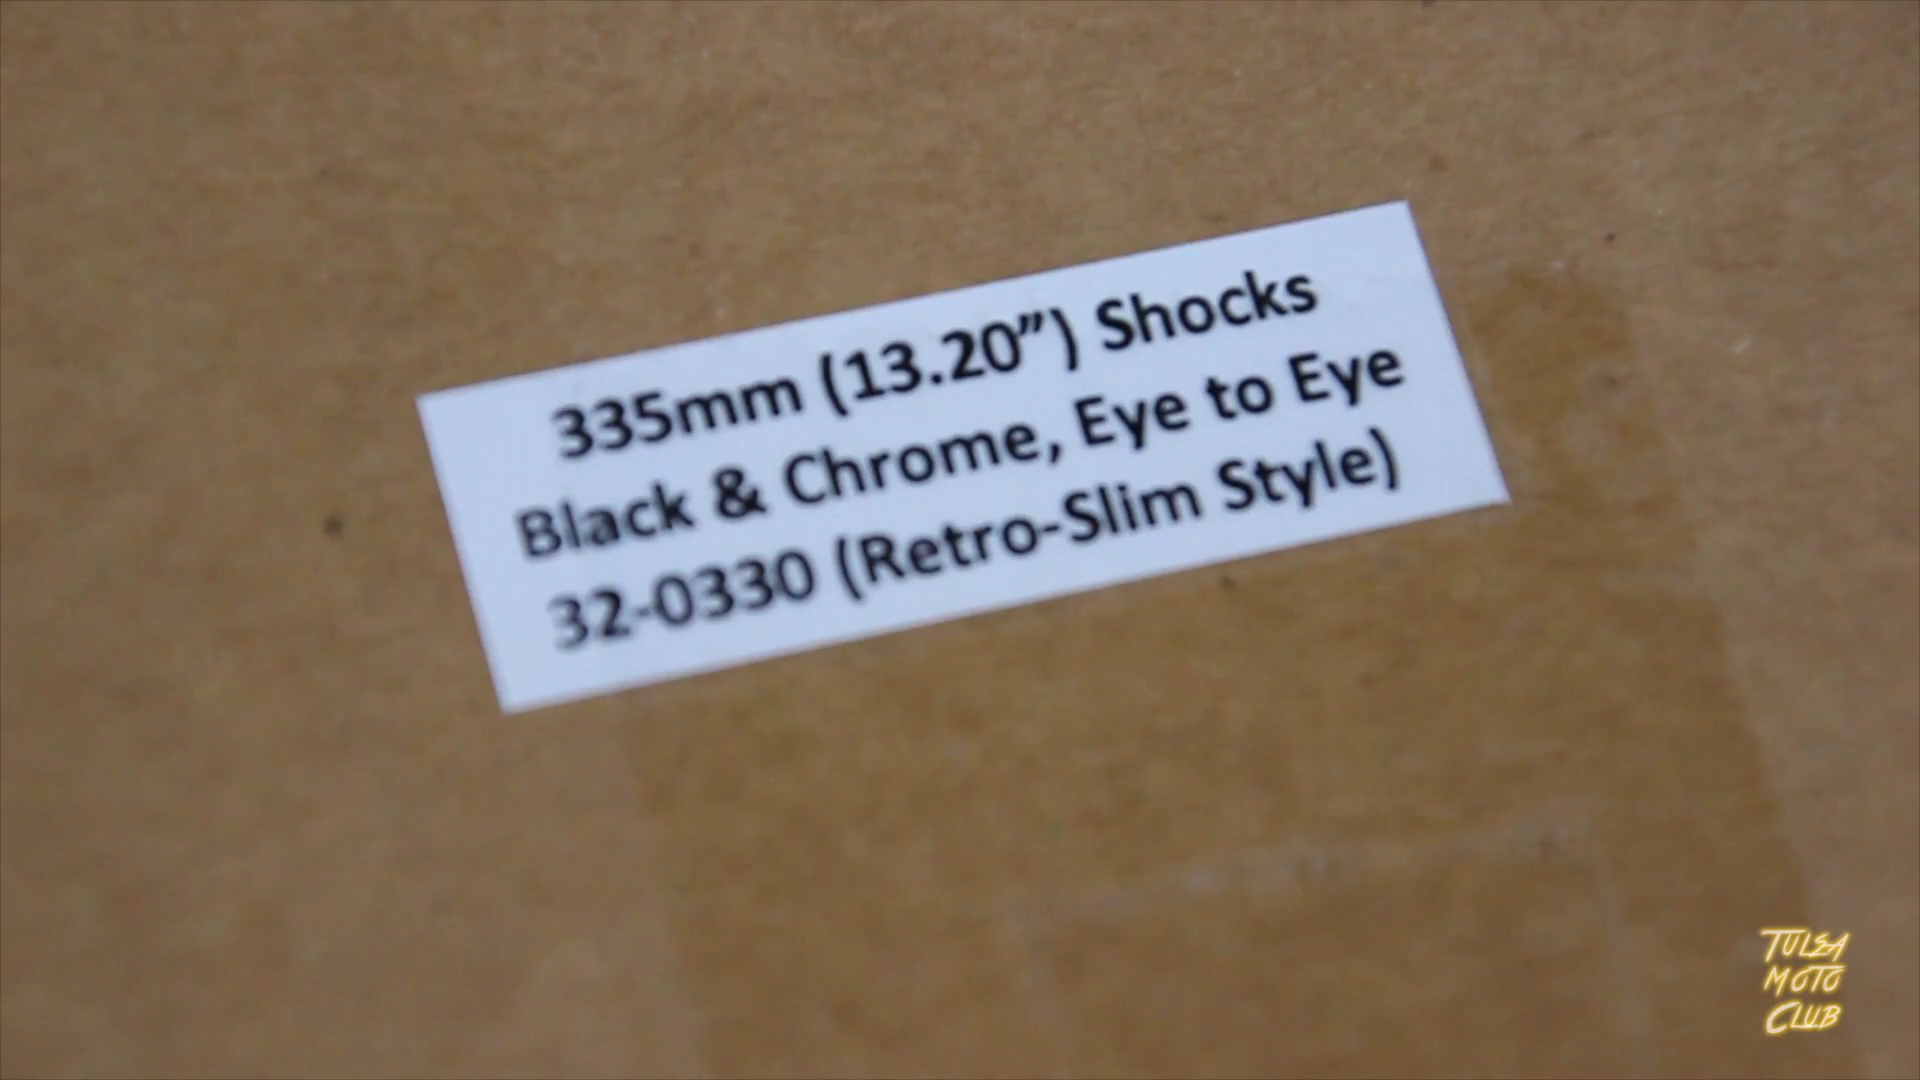 335mm (13.20”) Shocks
Black & Chrome, Eye to Eye
32-0330 (Retro-Slim Style)
TULSA
MOTO
CLUB